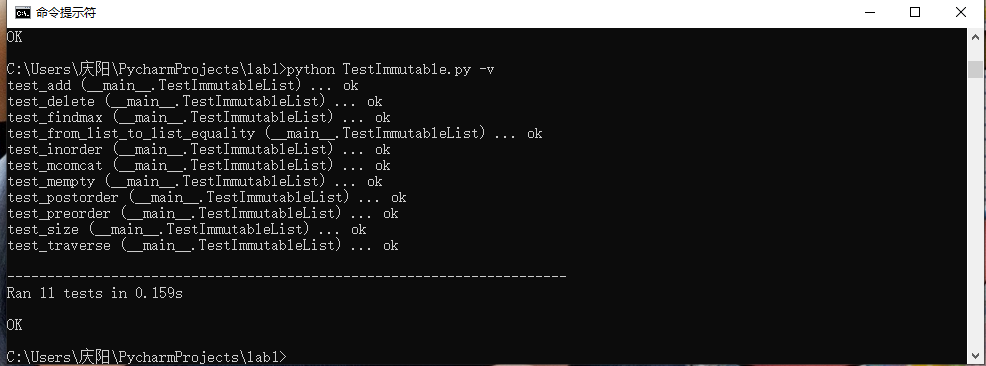 命令提示符
OK
C:\Users\庆阳\PycharmProjects\lab1>python TestImmutable.py -v
test_add (__main__.TestImmutableList) ... ok
test_delete (__main__.TestImmutableList) ... ok
test_findmax (__main__.TestImmutableList) ... ok
test_from_list_to_list_equality (__main__.TestImmutableList) ... ok
test_inorder (__main__.TestImmutableList) ... ok
test_mcomcat (__main__.TestImmutableList) ... ok
test_mempty (__main__.TestImmutableList) ... ok
test_postorder (__main__.TestImmutableList) ... ok
test_preorder (__main__.TestImmutableList) ... ok
test_size (__main__.TestImmutableList) ... ok
test_traverse (__main__.TestImmutableList) ... ok
----------------------------------------------------------------------
Ran 11 tests in 0.159s
OK
C:\Users\庆阳\PycharmProjects\lab1>